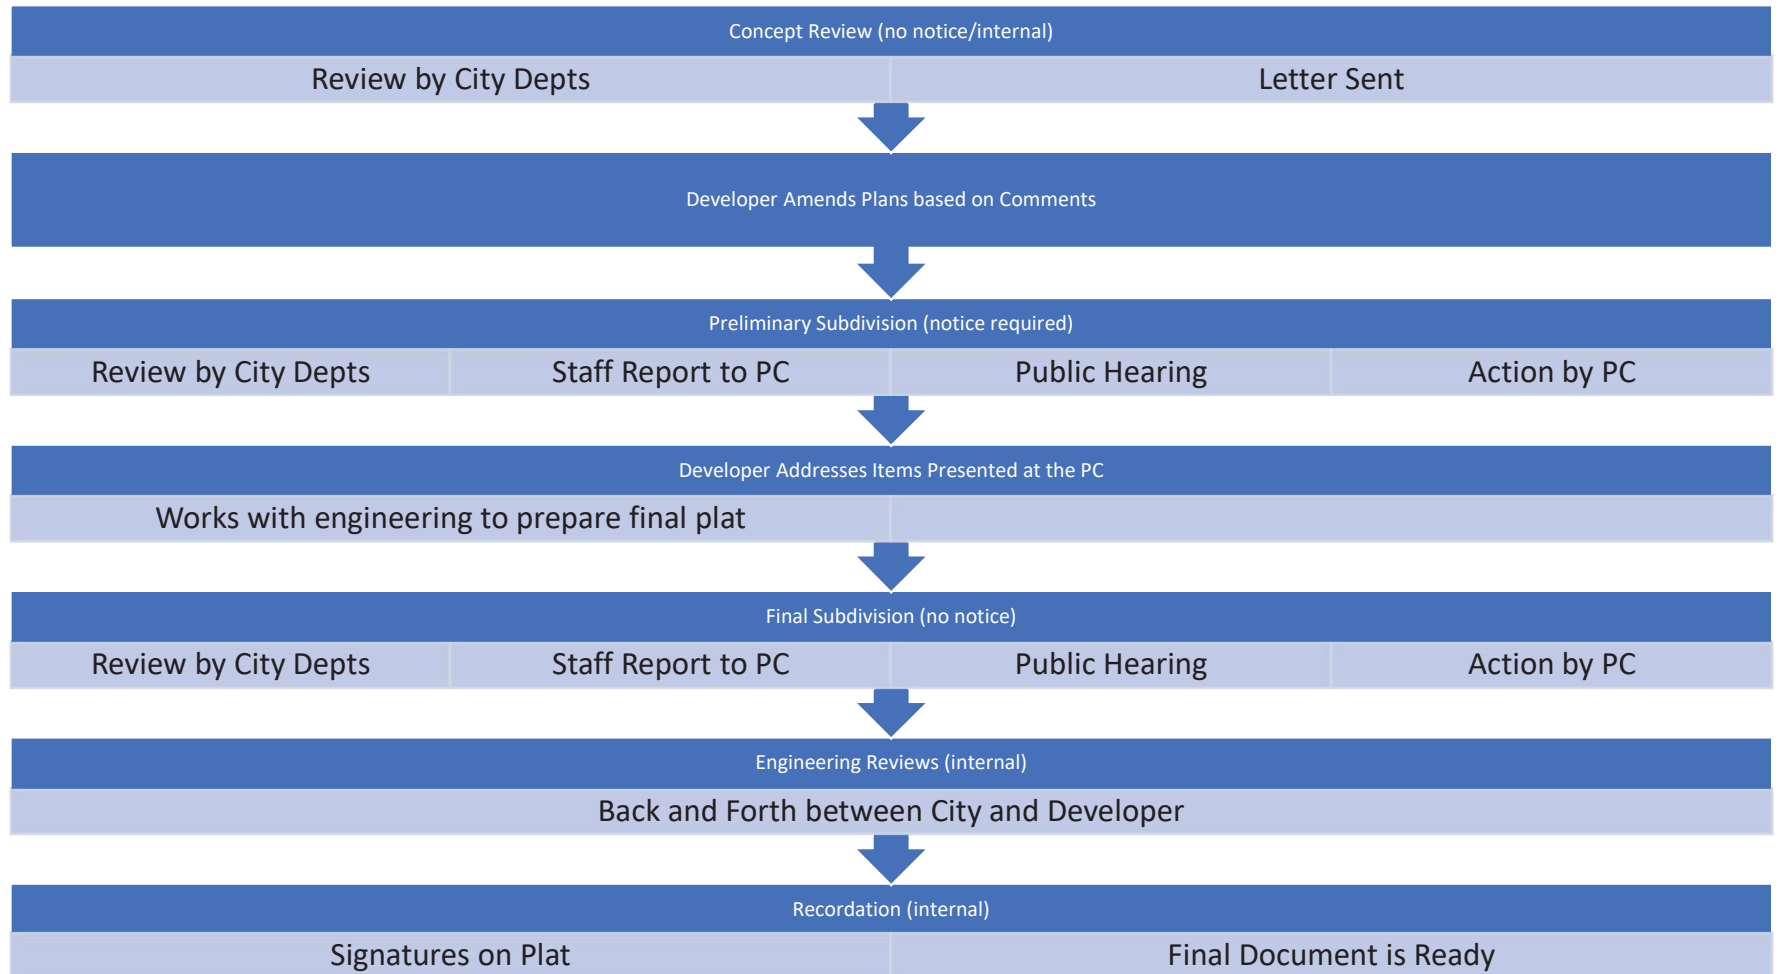 Concept Review (no notice/internal)
Review by City Depts
Letter Sent
Developer Amends Plans based on Comments
Preliminary Subdivision (notice required)
Review by City Depts
Staff Report to PC
Public Hearing
Action by PC
Developer Addresses Items Presented at the PC
Works with engineering to prepare final plat
Final Subdivision (no notice)
Review by City Depts
Staff Report to PC
Public Hearing
Action by PC
Engineering Reviews (internal)
Back and Forth between City and Developer
Recordation (internal)
Signatures on Plat
Final Document is Ready